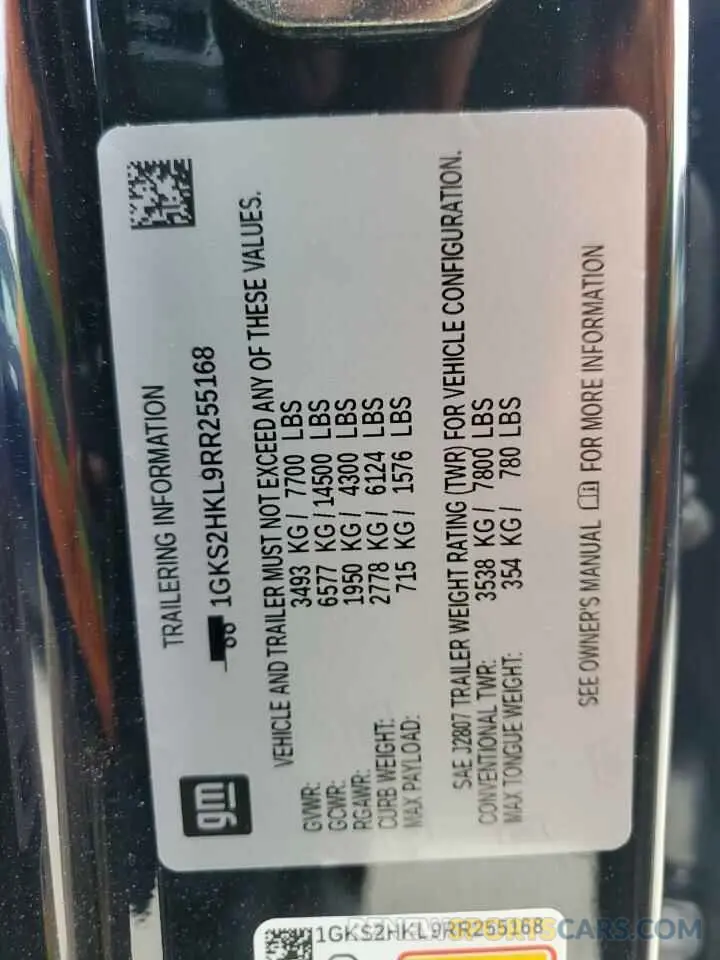 TRAILERING INFORMATION
1GKS2HKL9RR255168
gm
VEHICLE AND TRAILER MUST NOT EXCEED ANY OF THESE VALUES.
GVWR: 3493 KG / 7700 LBS
GCWR: 6577 KG / 14500 LBS
RGAWR: 1950 KG / 4300 LBS
CURB WEIGHT: 2778 KG / 6124 LBS
MAX PAYLOAD: 715 KG / 1576 LBS
SAE J2807 TRAILER WEIGHT RATING (TWR) FOR VEHICLE CONFIGURATION.
CONVENTIONAL TWR: 3538 KG / 7800 LBS
MAX TONGUE WEIGHT: 354 KG / 780 LBS
SEE OWNER'S MANUAL FOR MORE INFORMATION
1GKS2HKL9RR255168
RENEWSPORTSCARS.COM